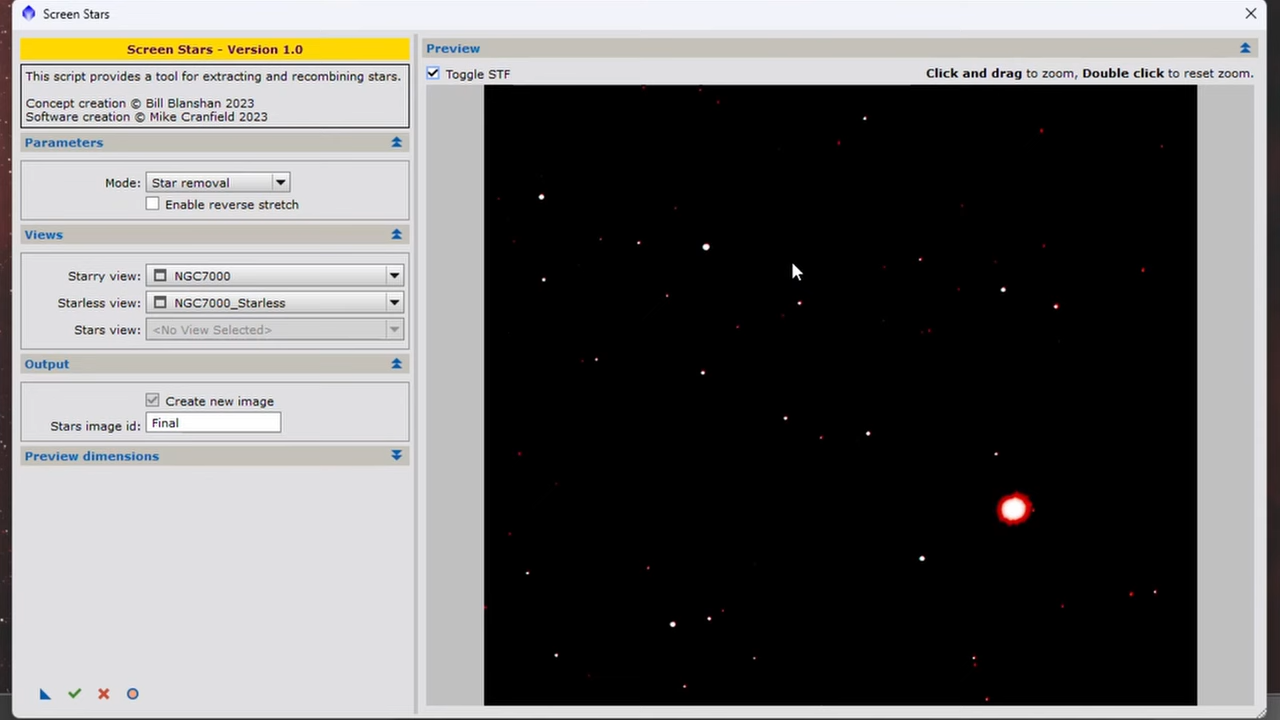 Screen Stars
Screen Stars - Version 1.0
This script provides a tool for extracting and recombining stars.
Concept creation © Bill Blanshan 2023
Software creation © Mike Cranfield 2023
Parameters
Mode: Star removal
Enable reverse stretch
Views
Starry view: NGC7000
Starless view: NGC7000_Starless
Stars view: <No View Selected>
Output
Create new image
Stars image id: Final
Preview dimensions
Preview
Toggle STF
Click and drag to zoom, Double click to reset zoom.